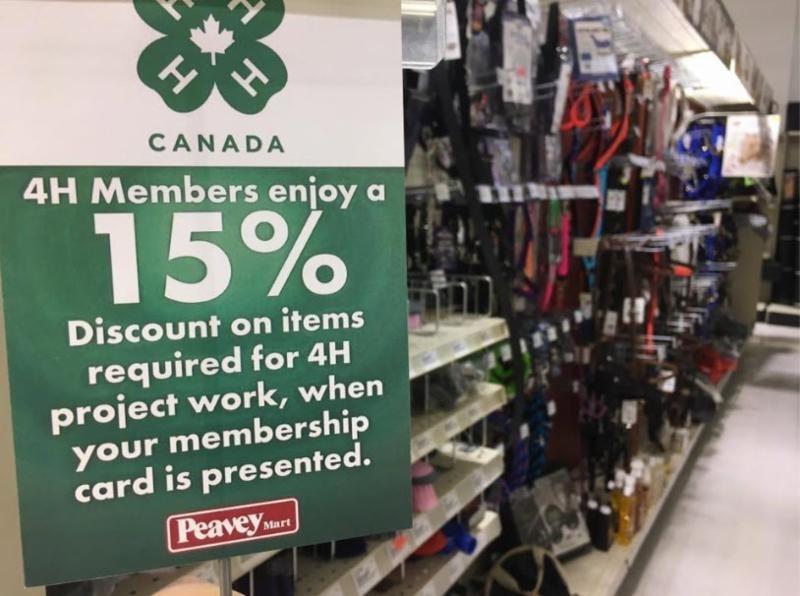 H H
H H
CANADA
4H Members enjoy a
15%
Discount on items
required for 4H
project work, when
your membership
card is presented.
Peavey Mart